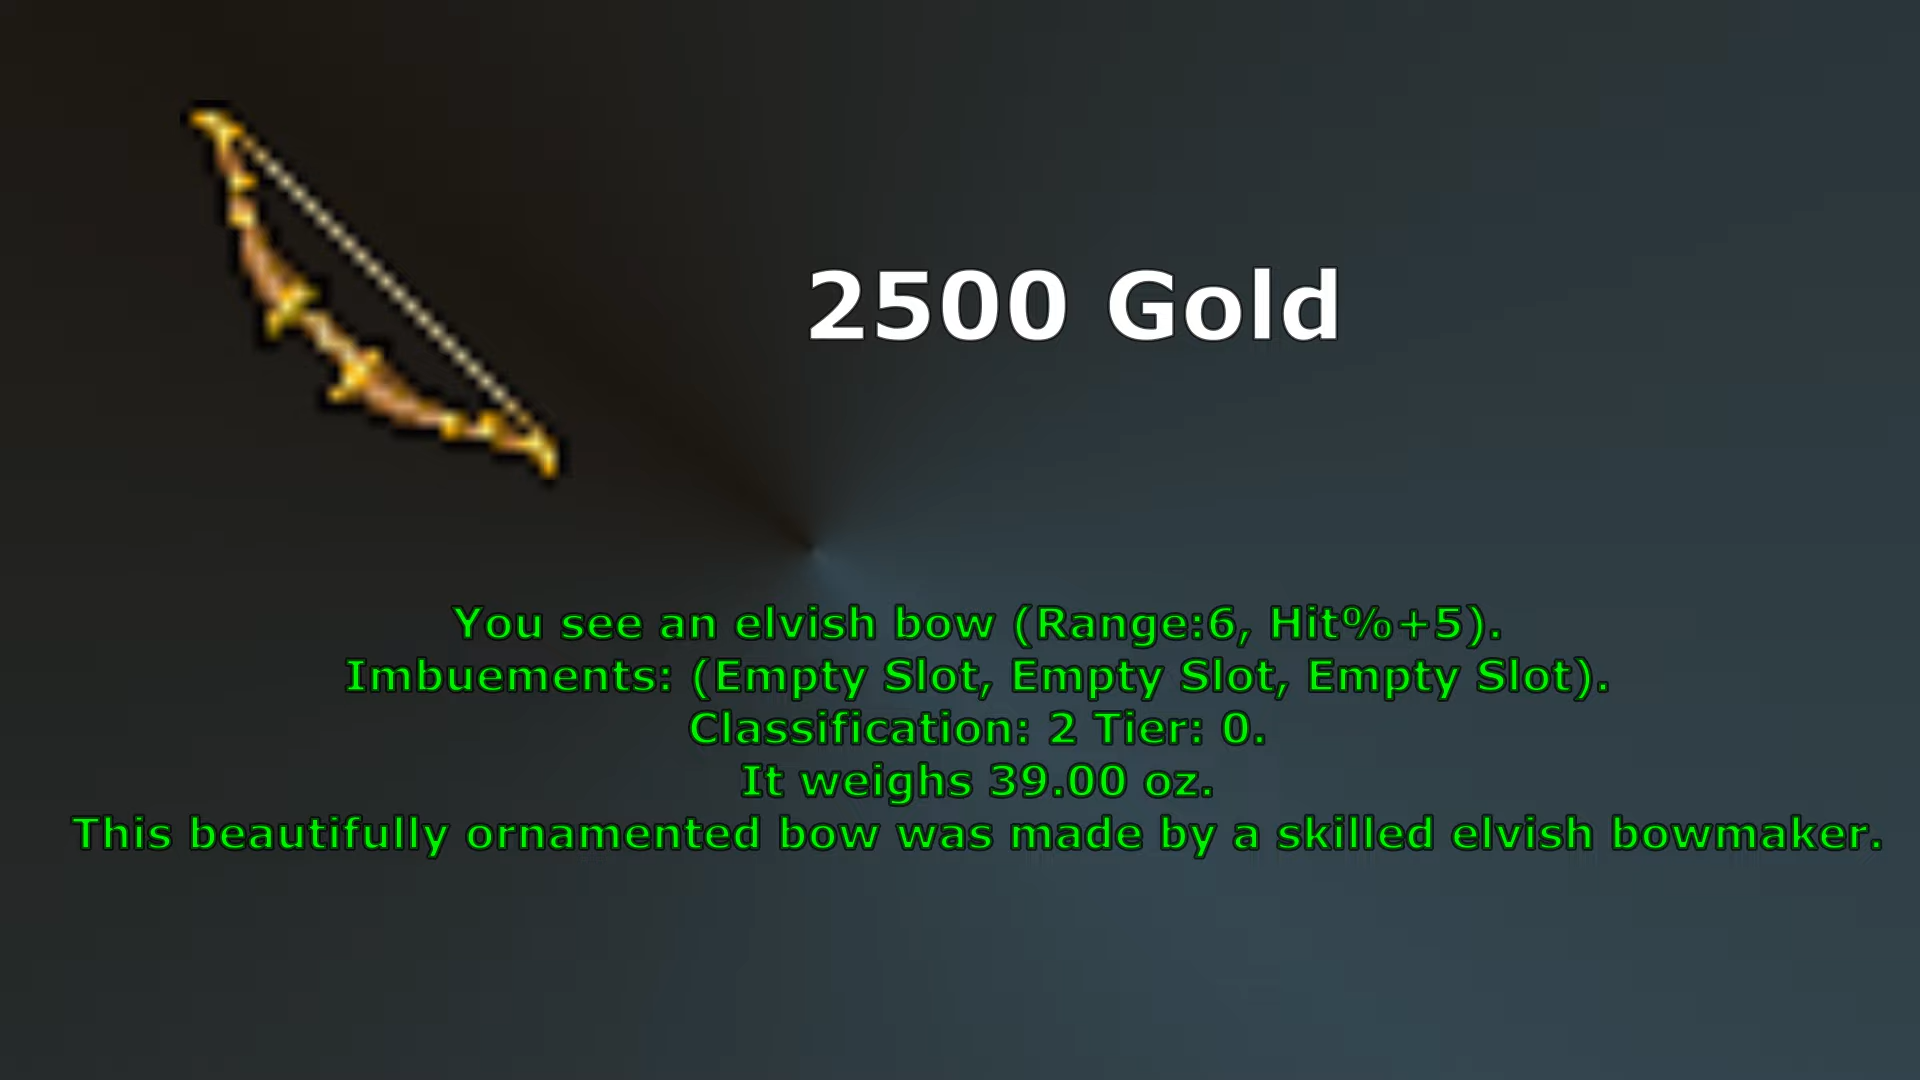 2500 Gold
You see an elvish bow (Range:6, Hit%+5).
Imbuements: (Empty Slot, Empty Slot, Empty Slot).
Classification: 2 Tier: 0.
It weighs 39.00 oz.
This beautifully ornamented bow was made by a skilled elvish bowmaker.